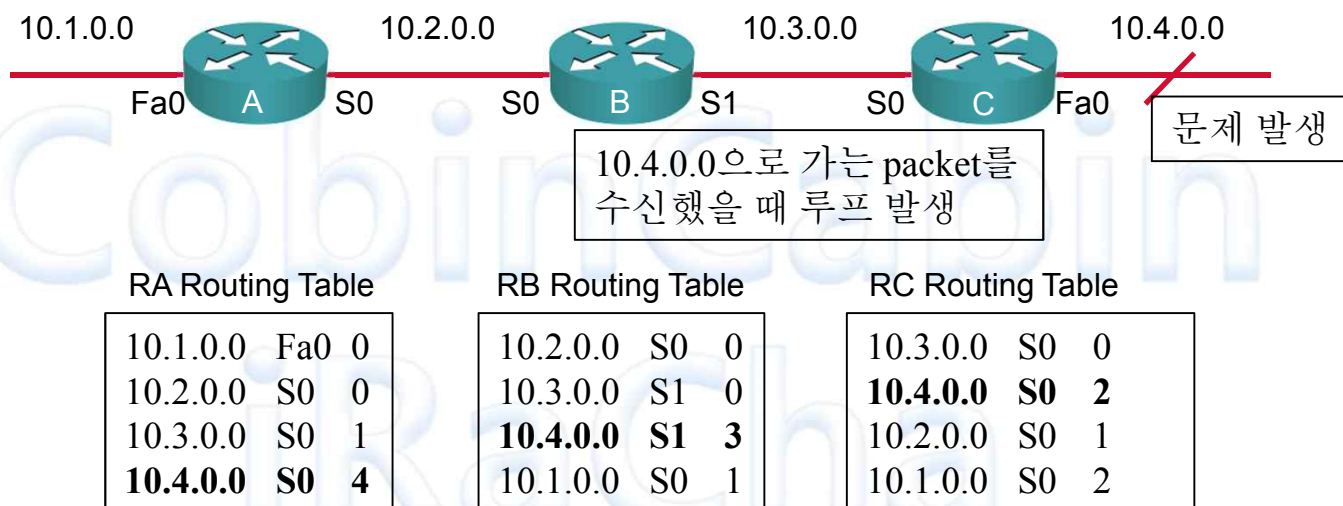 10.1.0.0 10.2.0.0 10.3.0.0 10.4.0.0
Fa0 A S0 S0 B S1 S0 C Fa0
문제 발생
10.4.0.0으로 가는 packet를
수신했을 때 루프 발생
CobinCabin
iRaCha
RA Routing Table
10.1.0.0 Fa0 0
10.2.0.0 S0 0
10.3.0.0 S0 1
10.4.0.0 S0 4
RB Routing Table
10.2.0.0 S0 0
10.3.0.0 S1 0
10.4.0.0 S1 3
10.1.0.0 S0 1
RC Routing Table
10.3.0.0 S0 0
10.4.0.0 S0 2
10.2.0.0 S0 1
10.1.0.0 S0 2